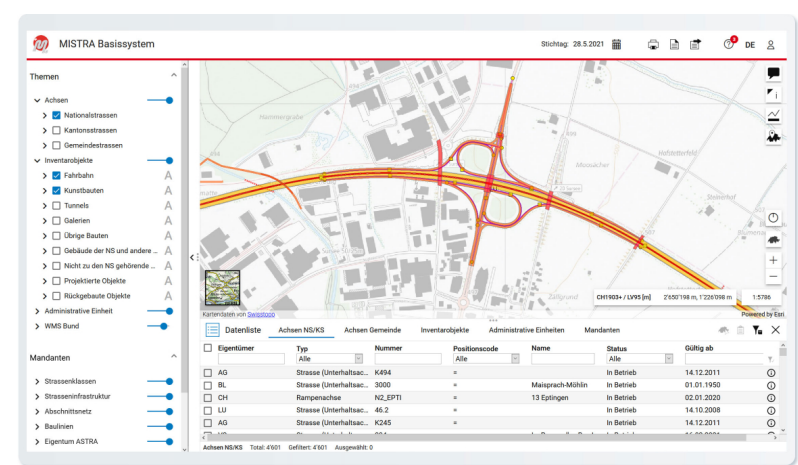 MISTRA Basissystem
Stichtag: 28.5.2021
DE
Themen
Achsen
Nationalstrassen
Kantonsstrassen
Gemeindestrassen
Inventarobjekte
Fahrbahn A
Kunstbauten A
Tunnels A
Galerien A
Übrige Bauten A
Gebäude der NS und andere ... A
Nicht zu den NS gehörende ... A
Projektierte Objekte A
Rückgebaute Objekte A
Administrative Einheit
WMS Bund
Mandanten
Strassenklassen
Strasseninfrastruktur
Abschnittnetz
Baulinien
Eigentum ASTRA
Hammergrabe
Moosächer
Hofstetterfeld
Steinerhof
Zälgrund
CH1903+ / LV95 [m] 2'650'198 m, 1'226'098 m 1:5786
Kartendaten von Swisstopo
Powered by Esri
Datenliste Achsen NS/KS Achsen Gemeinde Inventarobjekte Administrative Einheiten Mandanten
Eigentümer Typ Nummer Positionscode Name Status Gültig ab
Alle Alle Alle
AG Strasse (Unterhaltsac... K494 = In Betrieb 14.12.2011
BL Strasse (Unterhaltsac... 3000 = Maisprach-Möhlin In Betrieb 01.01.1950
CH Rampenachse N2_EPTI = 13 Eptingen In Betrieb 02.01.2020
LU Strasse (Unterhaltsac... 46.2 = In Betrieb 14.10.2008
AG Strasse (Unterhaltsac... K245 = In Betrieb 14.12.2011
Achsen NS/KS Total: 4'601 Gefiltert: 4'601 Ausgewählt: 0